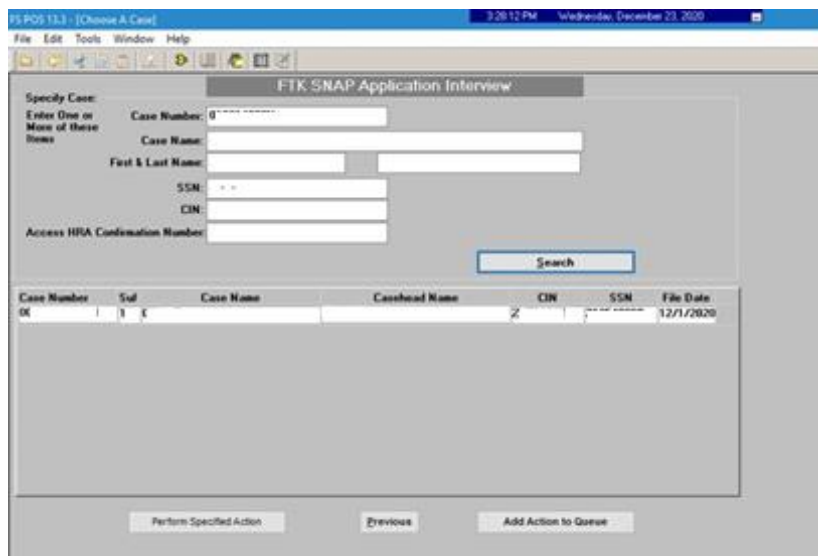 FS POS 13.3 - [Choose A Case]
3:28:12 PM Wednesday, December 23, 2020
File Edit Tools Window Help
FTK SNAP Application Interview
Specify Case:
Enter One or
More of these
Items
Case Number:
Case Name:
First & Last Name:
SSN:
CIN:
Access HRA Confirmation Number:
Search
Case Number Suf Case Name Casehead Name CIN SSN File Date
1 12/1/2020
Perform Specified Action Previous Add Action to Queue